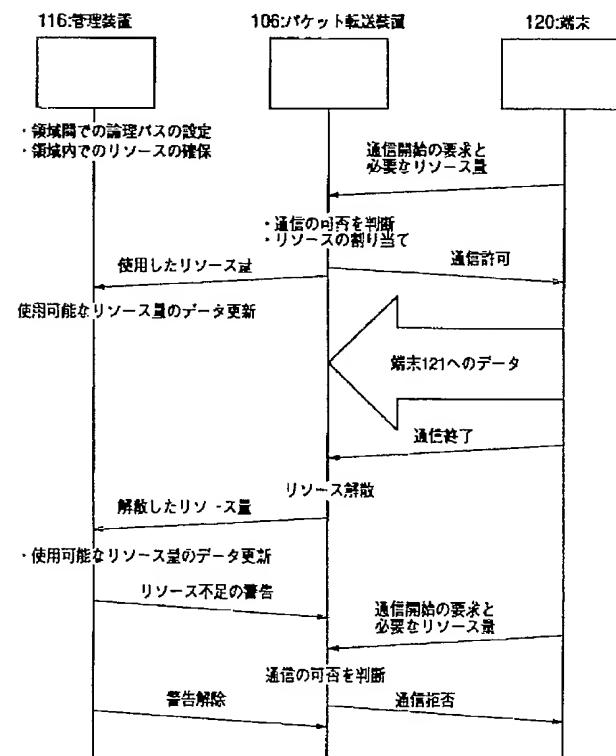 116:管理装置
106:パケット転送装置
120:端末
・領域間での論理パスの設定
・領域内でのリソースの確保
通信開始の要求と
必要なリソース量
・通信の可否を判断
・リソースの割り当て
使用したリソース量
通信許可
使用可能なリソース量のデータ更新
端末121へのデータ
通信終了
リソース解散
解散したリソース量
・使用可能なリソース量のデータ更新
リソース不足の警告
通信開始の要求と
必要なリソース量
通信の可否を判断
警告解除
通信拒否